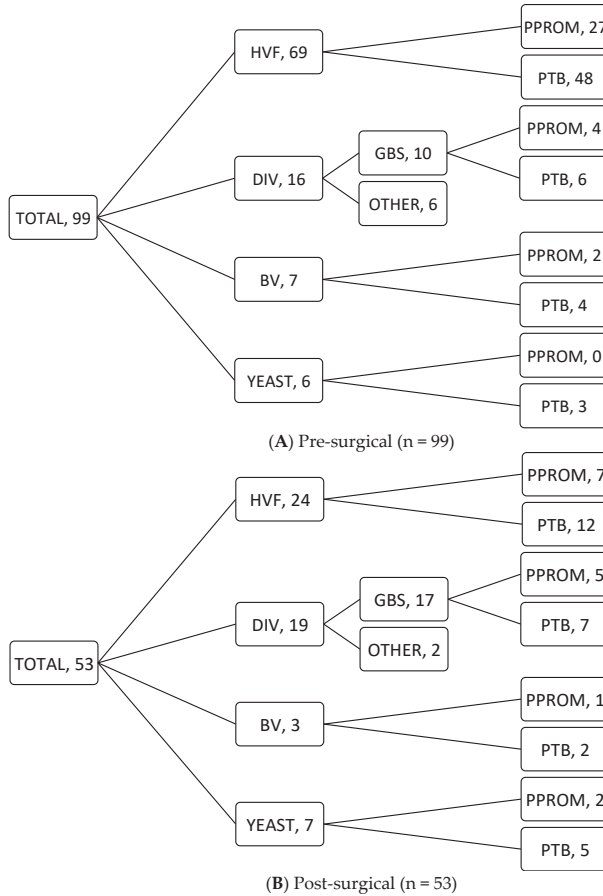 PPROM, 27
HVF, 69
PTB, 48
PPROM, 4
GBS, 10
DIV, 16
PTB, 6
OTHER, 6
TOTAL, 99
PPROM, 2
BV, 7
PTB, 4
PPROM, 0
YEAST, 6
PTB, 3
(A) Pre-surgical (n = 99)
PPROM, 7
HVF, 24
PTB, 12
PPROM, 5
GBS, 17
DIV, 19
PTB, 7
OTHER, 2
TOTAL, 53
PPROM, 1
BV, 3
PTB, 2
PPROM, 2
YEAST, 7
PTB, 5
(B) Post-surgical (n = 53)